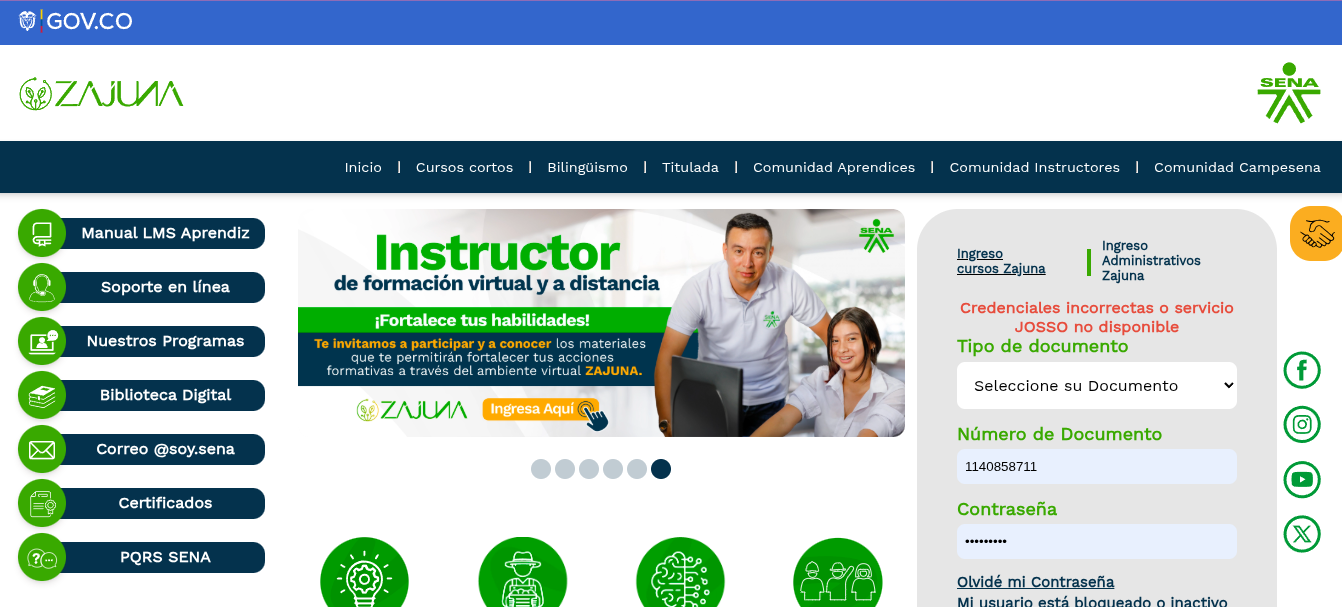 GOV.CO
ZAJUNA
SENA
Inicio | Cursos cortos | Bilingüismo | Titulada | Comunidad Aprendices | Comunidad Instructores | Comunidad Campesena
Manual LMS Aprendiz
Soporte en línea
Nuestros Programas
Biblioteca Digital
Correo @soy.sena
Certificados
PQRS SENA
SENA
Instructor
de formación virtual y a distancia
¡Fortalece tus habilidades!
Te invitamos a participar y a conocer los materiales
que te permitirán fortalecer tus acciones
formativas a través del ambiente virtual ZAJUNA.
ZAJUNA
Ingresa Aquí
SENA
Ingreso
cursos Zajuna
Ingreso
Administrativos
Zajuna
Credenciales incorrectas o servicio
JOSSO no disponible
Tipo de documento
Seleccione su Documento
Número de Documento
1140858711
Contraseña
•••••••••
Olvidé mi Contraseña
Mi usuario está bloqueado o inactivo